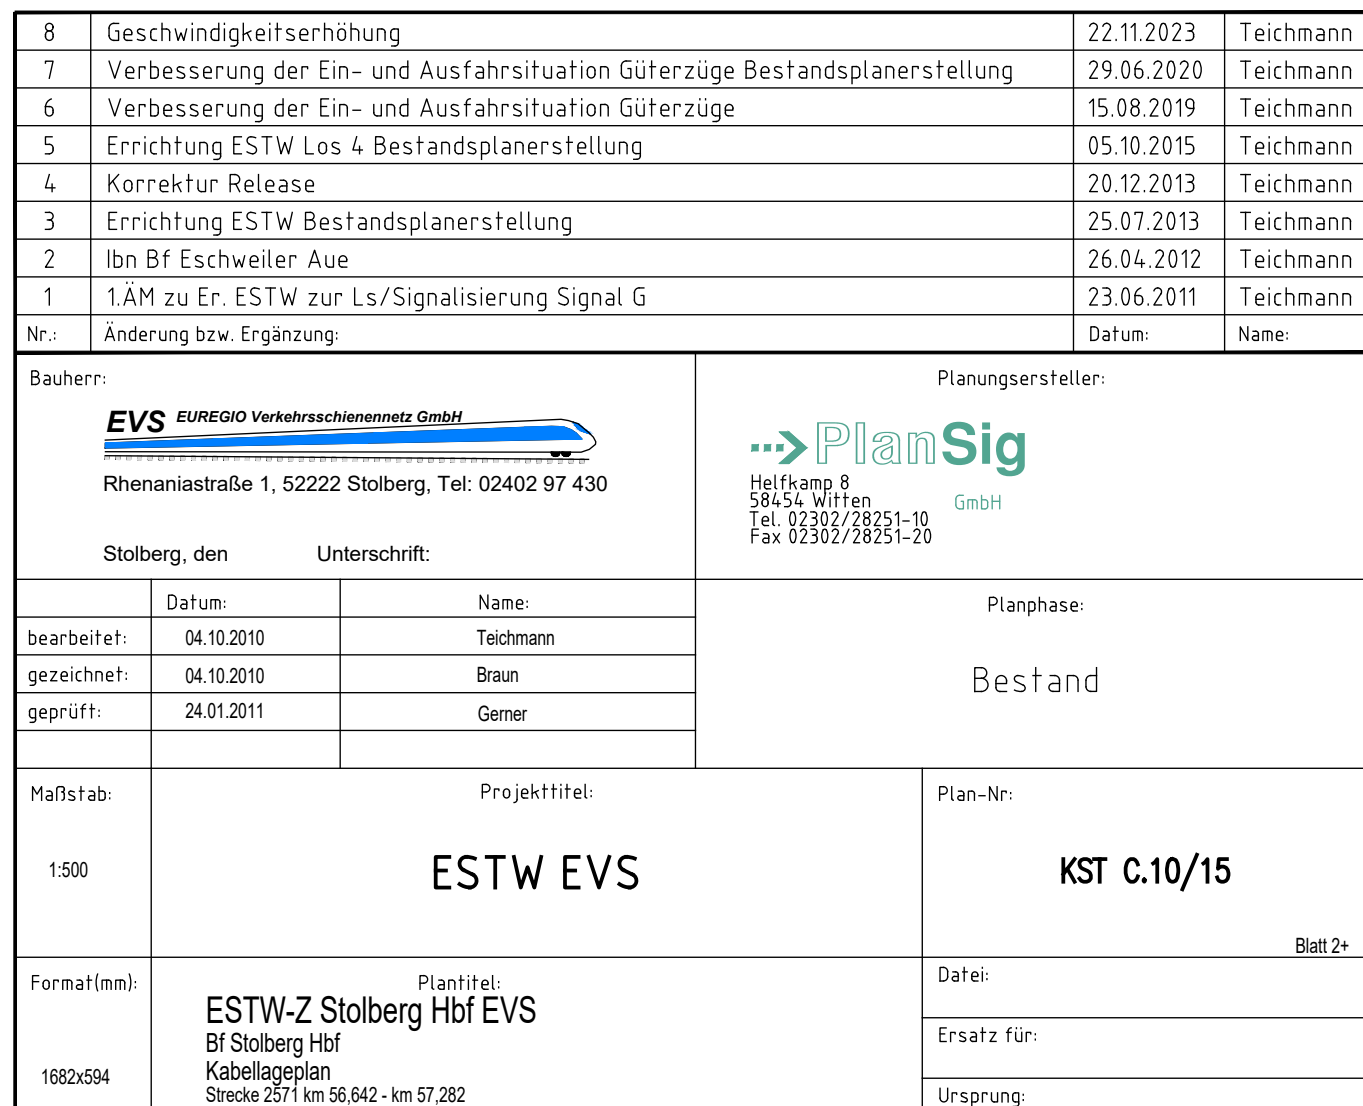 8 Geschwindigkeitserhöhung 22.11.2023 Teichmann
7 Verbesserung der Ein- und Ausfahrsituation Güterzüge Bestandsplanerstellung 29.06.2020 Teichmann
6 Verbesserung der Ein- und Ausfahrsituation Güterzüge 15.08.2019 Teichmann
5 Errichtung ESTW Los 4 Bestandsplanerstellung 05.10.2015 Teichmann
4 Korrektur Release 20.12.2013 Teichmann
3 Errichtung ESTW Bestandsplanerstellung 25.07.2013 Teichmann
2 Ibn Bf Eschweiler Aue 26.04.2012 Teichmann
1 1.ÄM zu Er. ESTW zur Ls/Signalisierung Signal G 23.06.2011 Teichmann
Nr.: Änderung bzw. Ergänzung: Datum: Name:
Bauherr:
EVS EUREGIO Verkehrsschienennetz GmbH
Rhenaniastraße 1, 52222 Stolberg, Tel: 02402 97 430
Stolberg, den Unterschrift:
Planungsersteller:
PlanSig
GmbH
Helfkamp 8
58454 Witten
Tel. 02302/28251-10
Fax 02302/28251-20
Datum: Name:
bearbeitet: 04.10.2010 Teichmann
gezeichnet: 04.10.2010 Braun
geprüft: 24.01.2011 Gerner
Planphase:
Bestand
Maßstab:
1:500
Projekttitel:
ESTW EVS
Plan-Nr:
KST C.10/15
Blatt 2+
Format(mm):
1682x594
Plantitel:
ESTW-Z Stolberg Hbf EVS
Bf Stolberg Hbf
Kabellageplan
Strecke 2571 km 56,642 - km 57,282
Datei:
Ersatz für:
Ursprung: